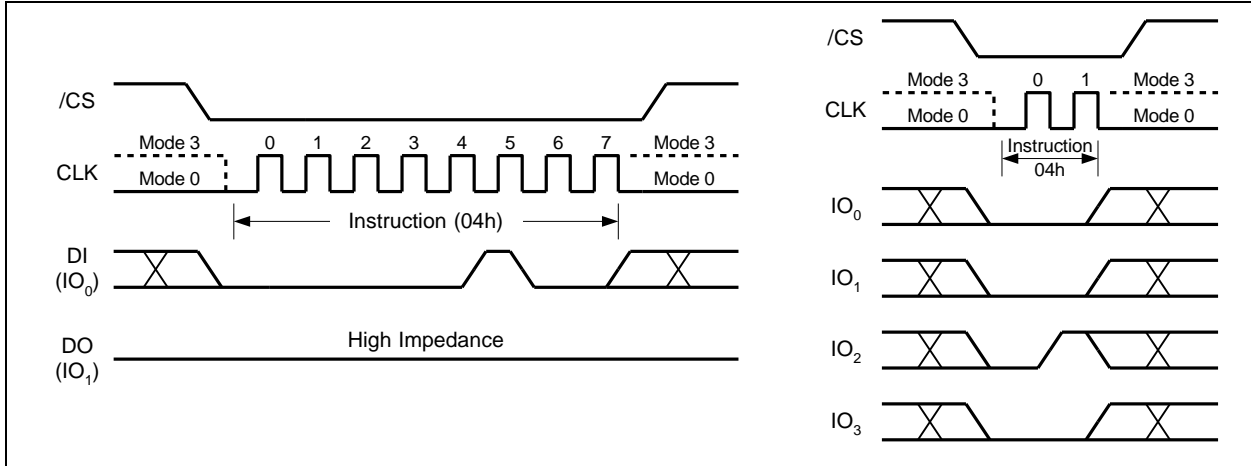 /CS
Mode 3 0 1 2 3 4 5 6 7 Mode 3
CLK
Mode 0 Mode 0
Instruction (04h)
DI
(IO0)
High Impedance
DO
(IO1)
/CS
Mode 3 0 1 Mode 3
CLK
Mode 0 Mode 0
Instruction
04h
IO0
IO1
IO2
IO3